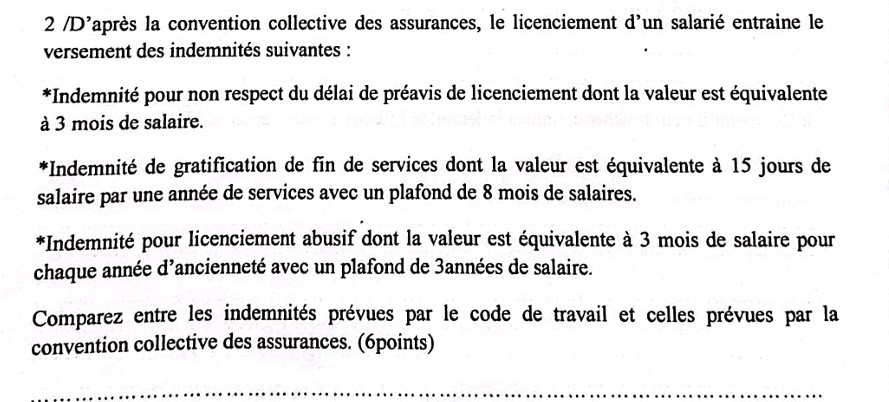 2 /D’après la convention collective des assurances, le licenciement d’un salarié entraine le
versement des indemnités suivantes :
*Indemnité pour non respect du délai de préavis de licenciement dont la valeur est équivalente
à 3 mois de salaire.
*Indemnité de gratification de fin de services dont la valeur est équivalente à 15 jours de
salaire par une année de services avec un plafond de 8 mois de salaires.
*Indemnité pour licenciement abusif dont la valeur est équivalente à 3 mois de salaire pour
chaque année d’ancienneté avec un plafond de 3années de salaire.
Comparez entre les indemnités prévues par le code de travail et celles prévues par la
convention collective des assurances. (6points)